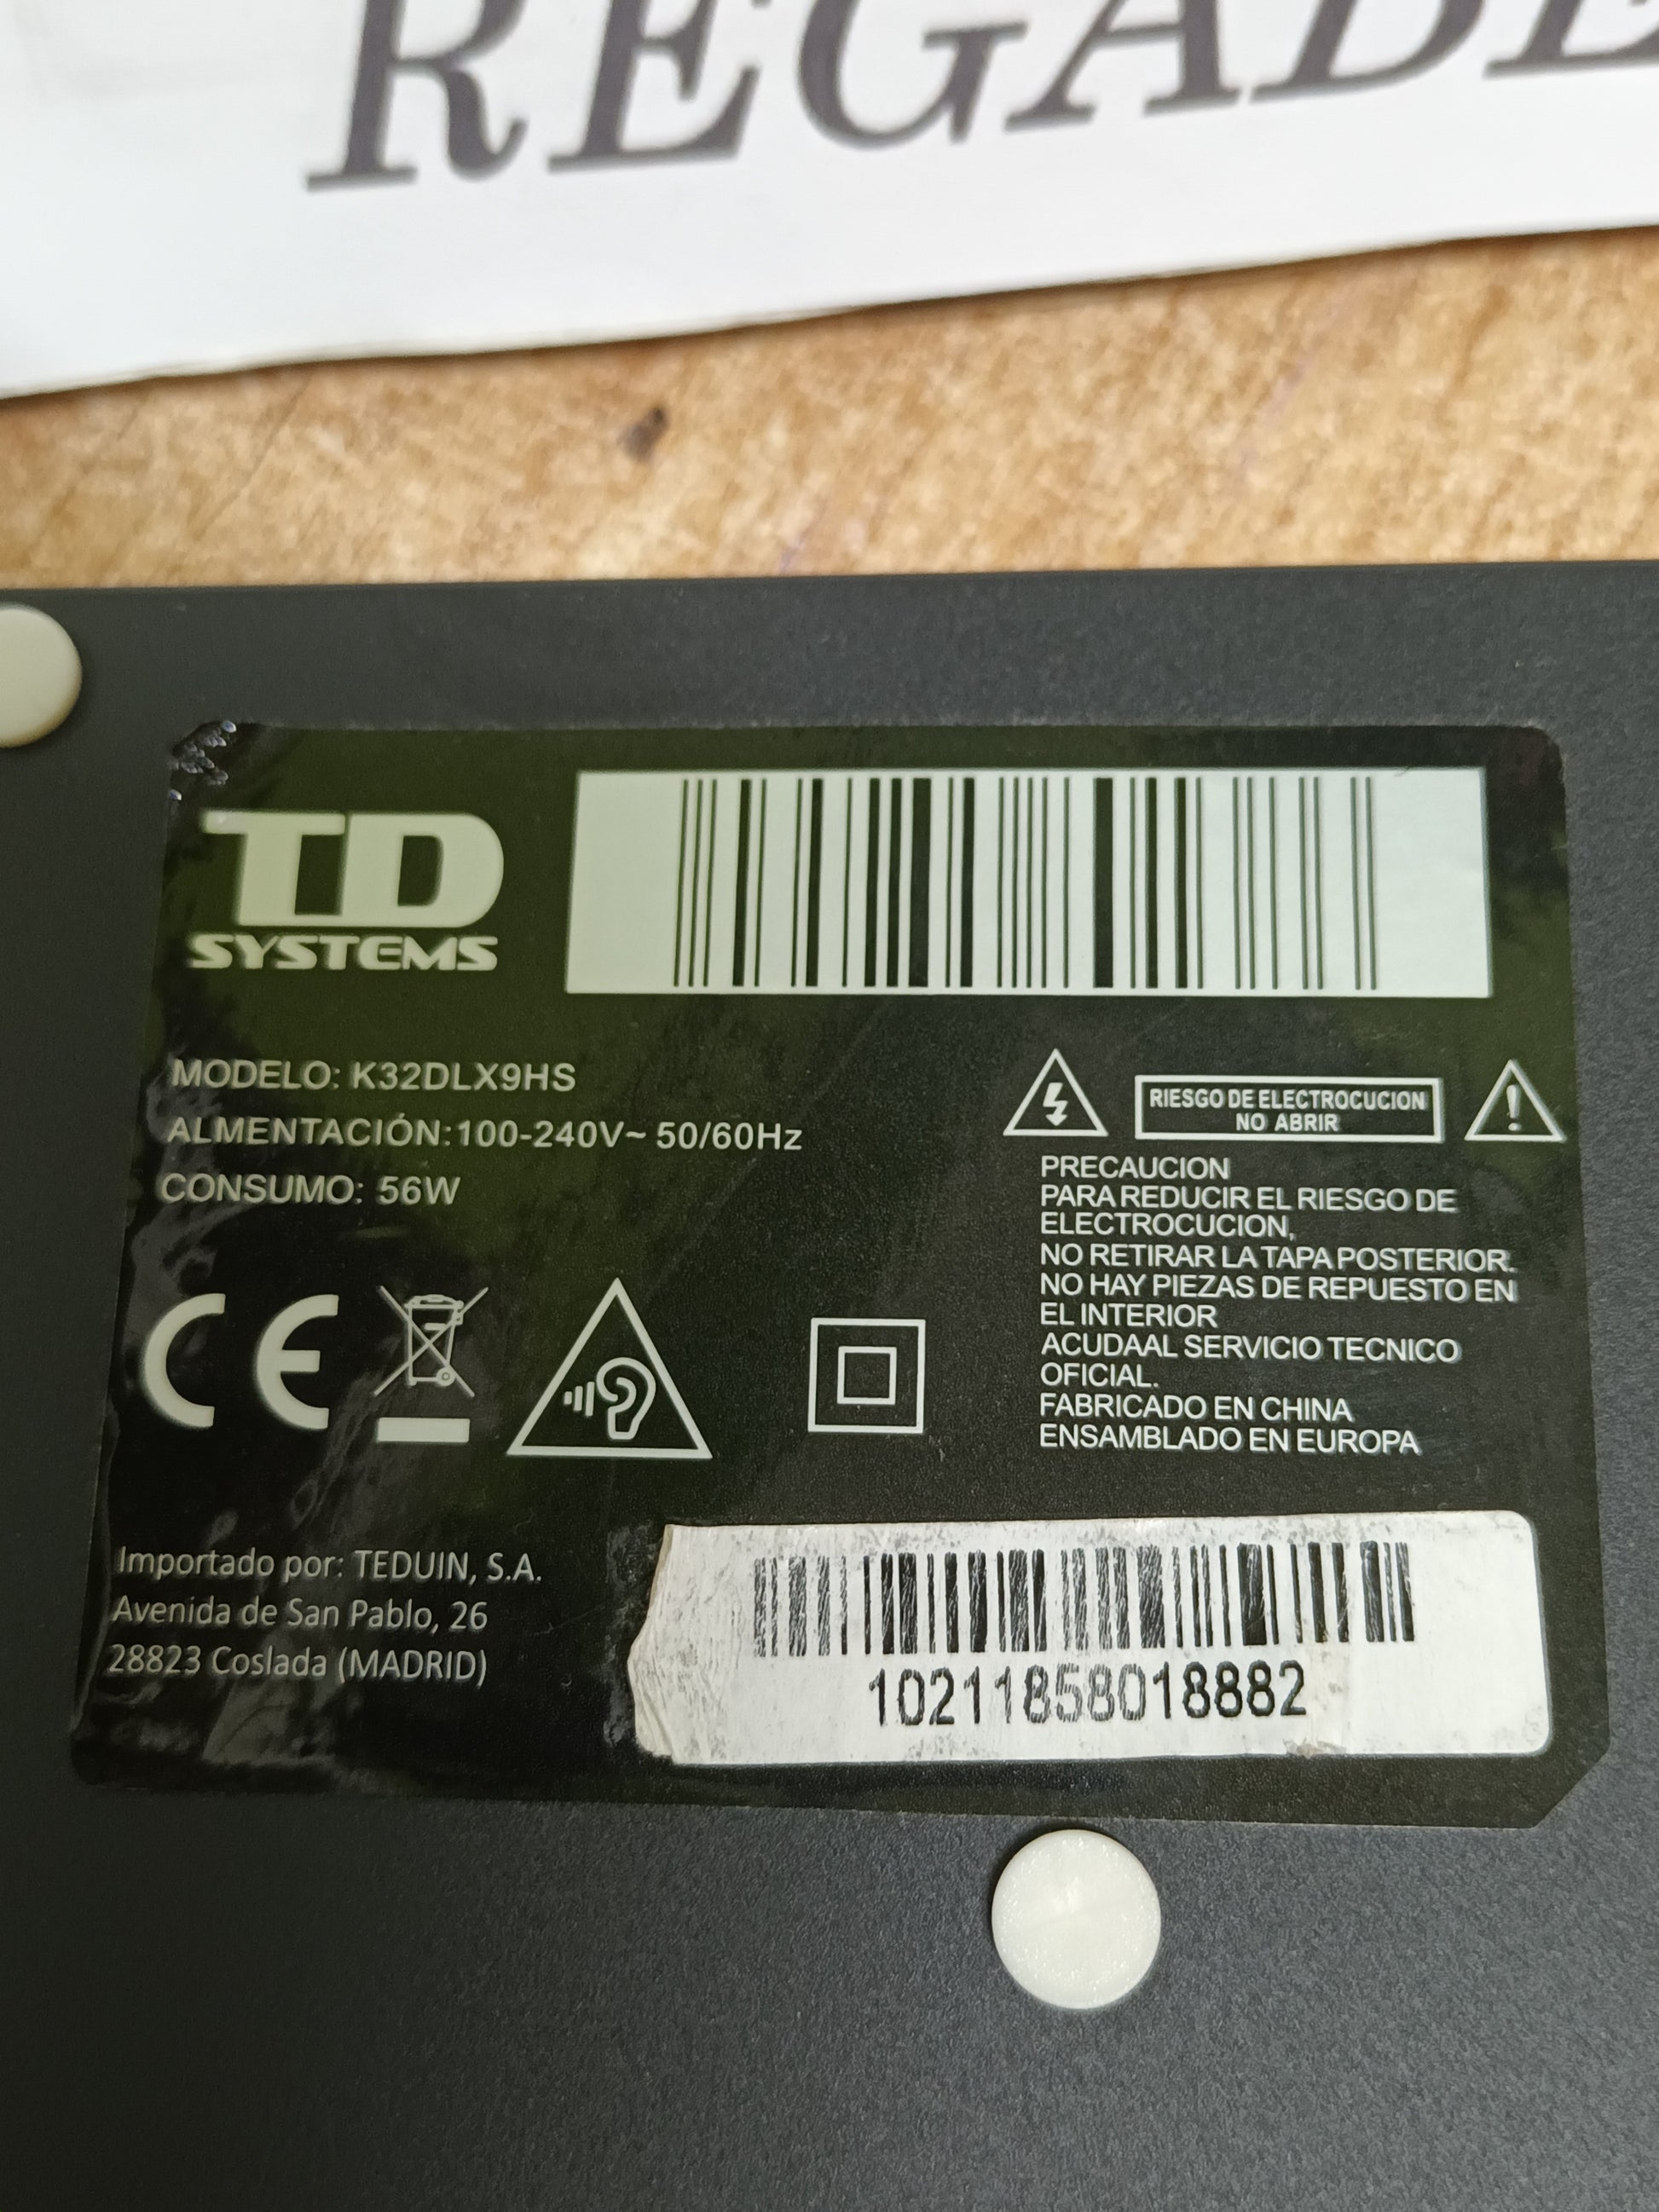 REGADE
TD
SYSTEMS
MODELO: K32DLX9HS
ALMENTACIÓN:100-240V~ 50/60Hz
CONSUMO: 56W
CE
RIESGO DE ELECTROCUCION
NO ABRIR
PRECAUCION
PARA REDUCIR EL RIESGO DE
ELECTROCUCION,
NO RETIRAR LA TAPA POSTERIOR.
NO HAY PIEZAS DE REPUESTO EN
EL INTERIOR
ACUDAAL SERVICIO TECNICO
OFICIAL.
FABRICADO EN CHINA
ENSAMBLADO EN EUROPA
Importado por: TEDUIN, S.A.
Avenida de San Pablo, 26
28823 Coslada (MADRID)
10211858018882